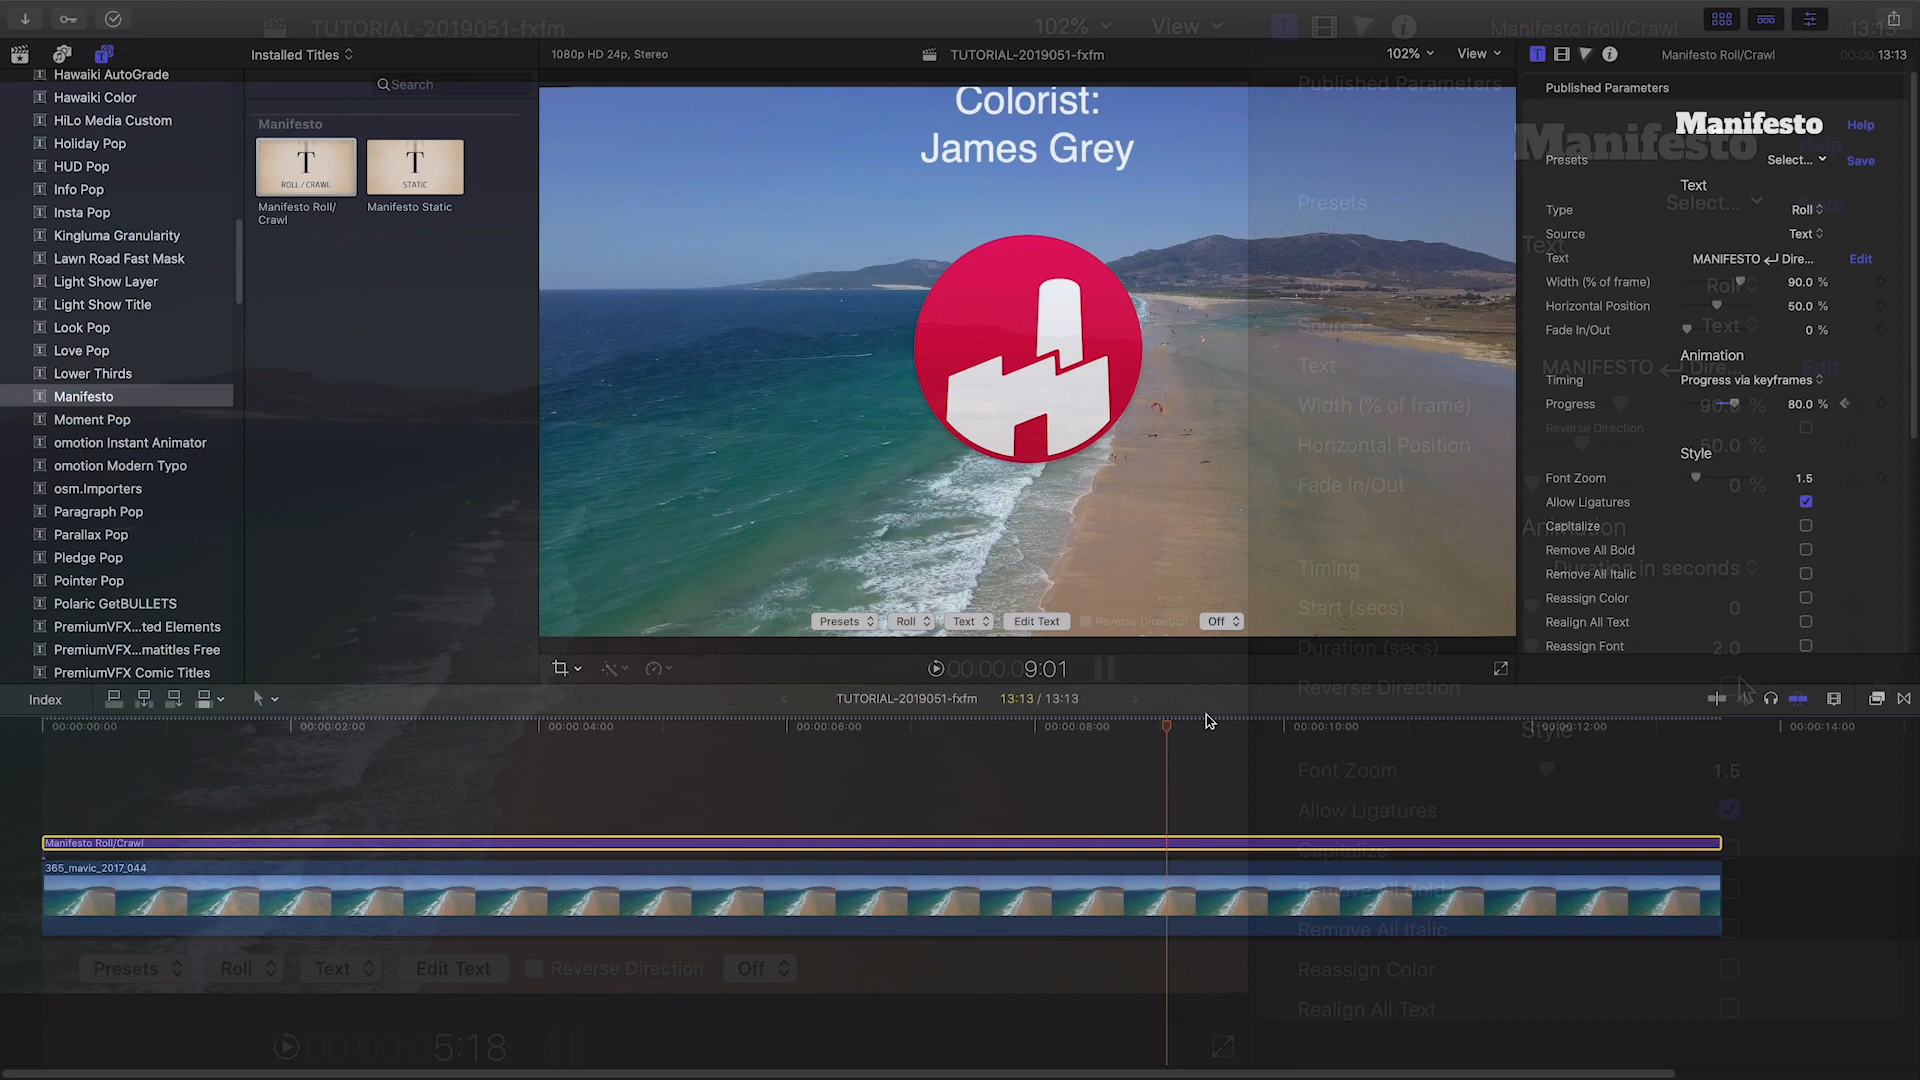 TUTORIAL-2019051-fxfm
102%
View
Manifesto Roll/Crawl
13:13
Installed Titles
1080p HD 24p, Stereo
TUTORIAL-2019051-fxfm
102%
View
Manifesto Roll/Crawl
00:00:13:13
Hawaiki AutoGrade
Hawaiki Color
HiLo Media Custom
Holiday Pop
HUD Pop
Info Pop
Insta Pop
Kingluma Granularity
Lawn Road Fast Mask
Light Show Layer
Light Show Title
Look Pop
Love Pop
Lower Thirds
Manifesto
Moment Pop
omotion Instant Animator
omotion Modern Typo
osm.Importers
Paragraph Pop
Parallax Pop
Pledge Pop
Pointer Pop
Polaric GetBULLETS
PremiumVFX...ted Elements
PremiumVFX...matitles Free
PremiumVFX Comic Titles
Search
Manifesto
T
ROLL / CRAWL
T
STATIC
Manifesto Roll/
Crawl
Manifesto Static
Colorist:
James Grey
Presets
Roll
Text
Edit Text
Reverse Direction
Off
Published Parameters
Manifesto
Help
Presets
Select...
Save
Text
Type
Roll
Source
Text
Text
MANIFESTO ↵ Dire...
Edit
Width (% of frame)
90.0 %
Horizontal Position
50.0 %
Fade In/Out
0 %
Animation
Timing
Progress via keyframes
Progress
80.0 %
Reverse Direction
Style
Font Zoom
1.5
Allow Ligatures
Capitalize
Remove All Bold
Remove All Italic
Reassign Color
Realign All Text
Reassign Font
Published Parameters
Manifesto
Help
Presets
Select...
Text
Type
Roll
Source
Text
Text
MANIFESTO ↵ Dire...
Edit
Width (% of frame)
90.0 %
Horizontal Position
50.0 %
Fade In/Out
0 %
Animation
Timing
Duration in seconds
Start (secs)
0
Duration (secs)
2.0
Reverse Direction
Style
Font Zoom
1.5
Allow Ligatures
Capitalize
Remove All Bold
Remove All Italic
Reassign Color
Realign All Text
00:00:09:01
Index
TUTORIAL-2019051-fxfm
13:13 / 13:13
00:00:00:00
00:00:02:00
00:00:04:00
00:00:06:00
00:00:08:00
00:00:10:00
00:00:12:00
00:00:14:00
Manifesto Roll/Crawl
365_mavic_2017_044
Presets
Roll
Text
Edit Text
Reverse Direction
Off
00:00:05:18